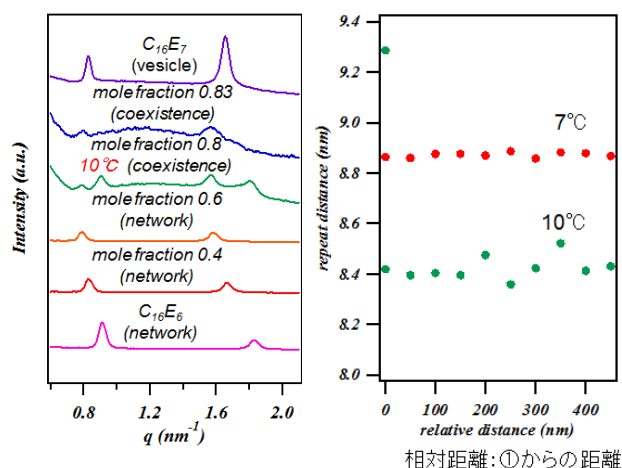 C16E7
(vesicle)
mole fraction 0.83
(coexistence)
mole fraction 0.8
10℃ (coexistence)
mole fraction 0.6
(network)
mole fraction 0.4
(network)
C16E6
(network)
Intensity (a.u.)
0.8 1.2 1.6 2.0
q (nm-1)
9.4
9.2
9.0
8.8
8.6
8.4
8.2
8.0
repeat distance (nm)
7℃
10℃
0 100 200 300 400
relative distance (nm)
相対距離:①からの距離